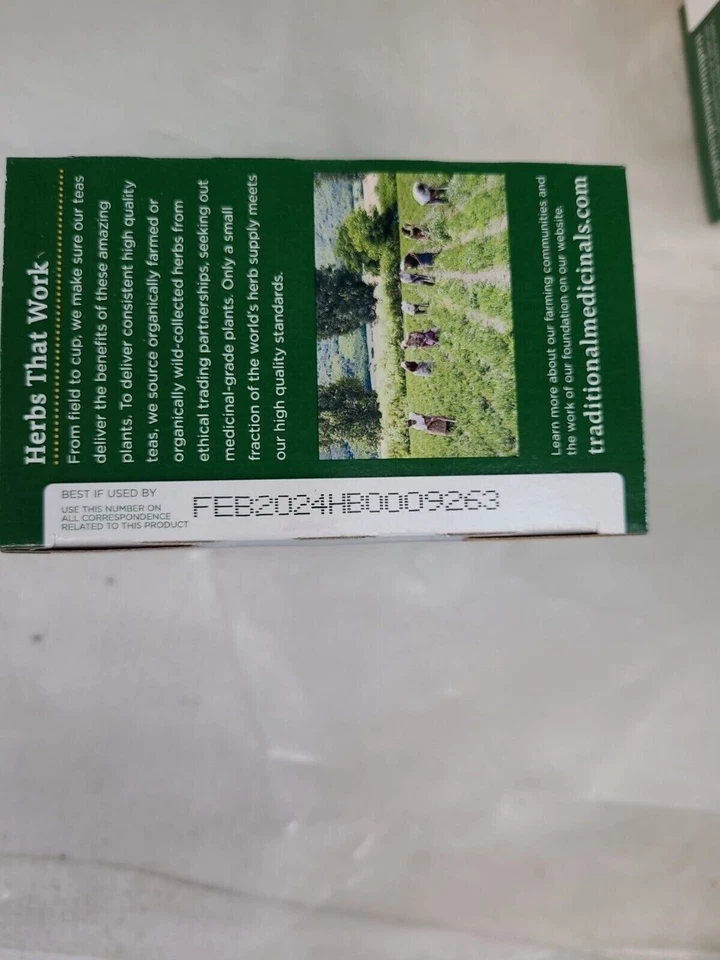 Herbs That Work
From field to cup, we make sure our teas
deliver the benefits of these amazing
plants. To deliver consistent high quality
teas, we source organically farmed or
organically wild-collected herbs from
ethical trading partnerships, seeking out
medicinal-grade plants. Only a small
fraction of the world's herb supply meets
our high quality standards.
Learn more about our farming communities and
the work of our foundation on our website.
traditionalmedicinals.com
BEST IF USED BY
USE THIS NUMBER ON
ALL CORRESPONDENCE
RELATED TO THIS PRODUCT
FEB2024HB0009263